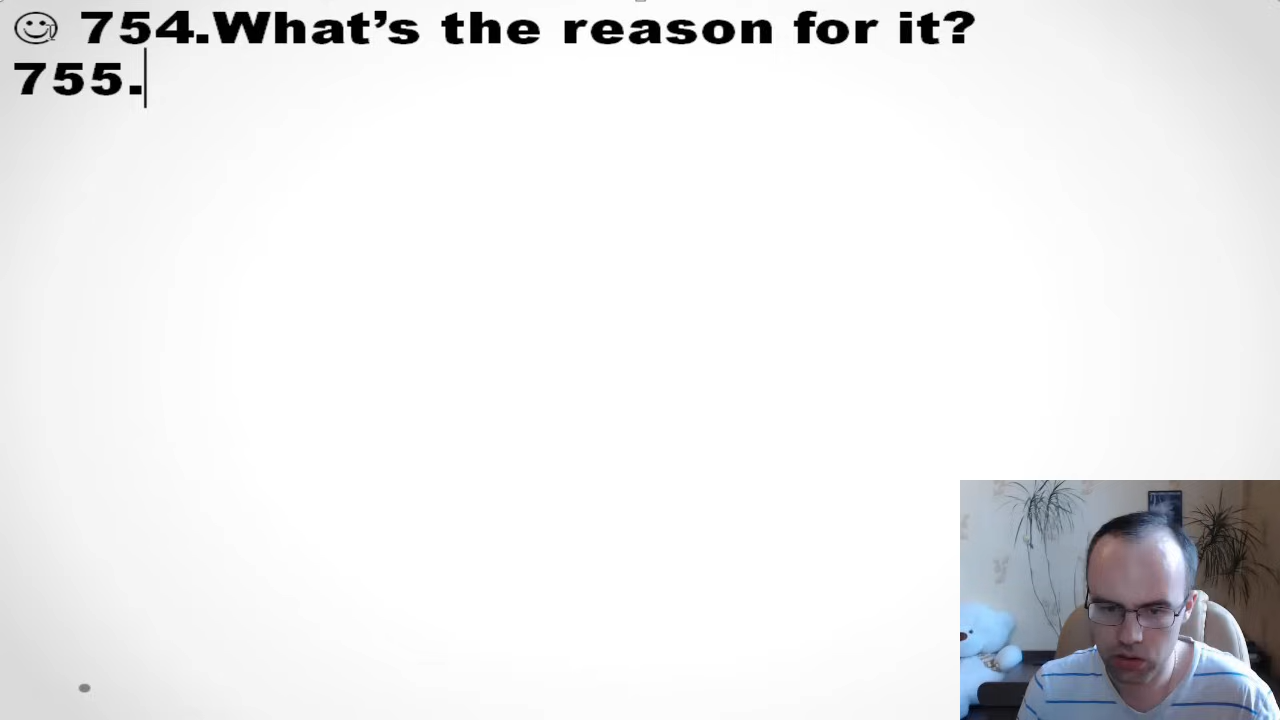 ☺ 754.What’s the reason for it?
755.